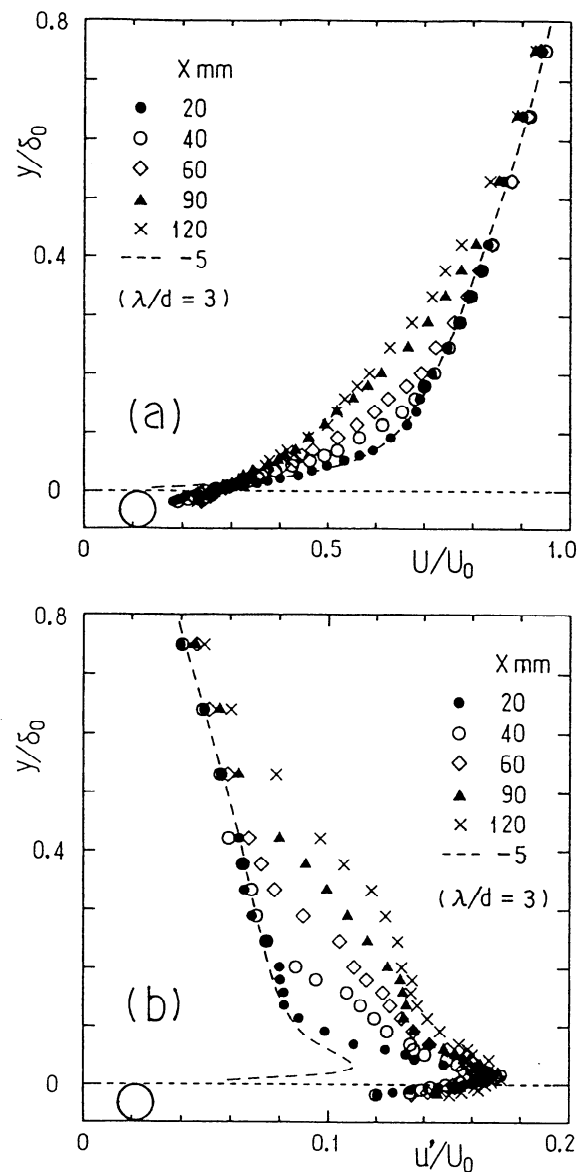 0.8
X mm
● 20
○ 40
◇ 60
▲ 90
× 120
--- -5
(λ/d = 3)
y/δ₀
0.4
(a)
0
0 0.5 1.0
U/U₀
0.8
X mm
● 20
○ 40
◇ 60
▲ 90
× 120
---- -5
(λ/d = 3)
y/δ₀
0.4
(b)
0
0 0.1 0.2
u'/U₀